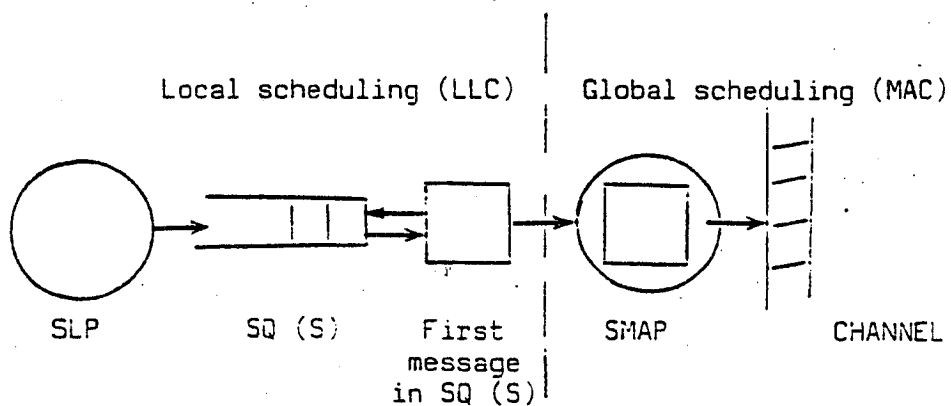 Local scheduling (LLC)
Global scheduling (MAC)
SLP
SQ (S)
First
message
in SQ (S)
SMAP
CHANNEL